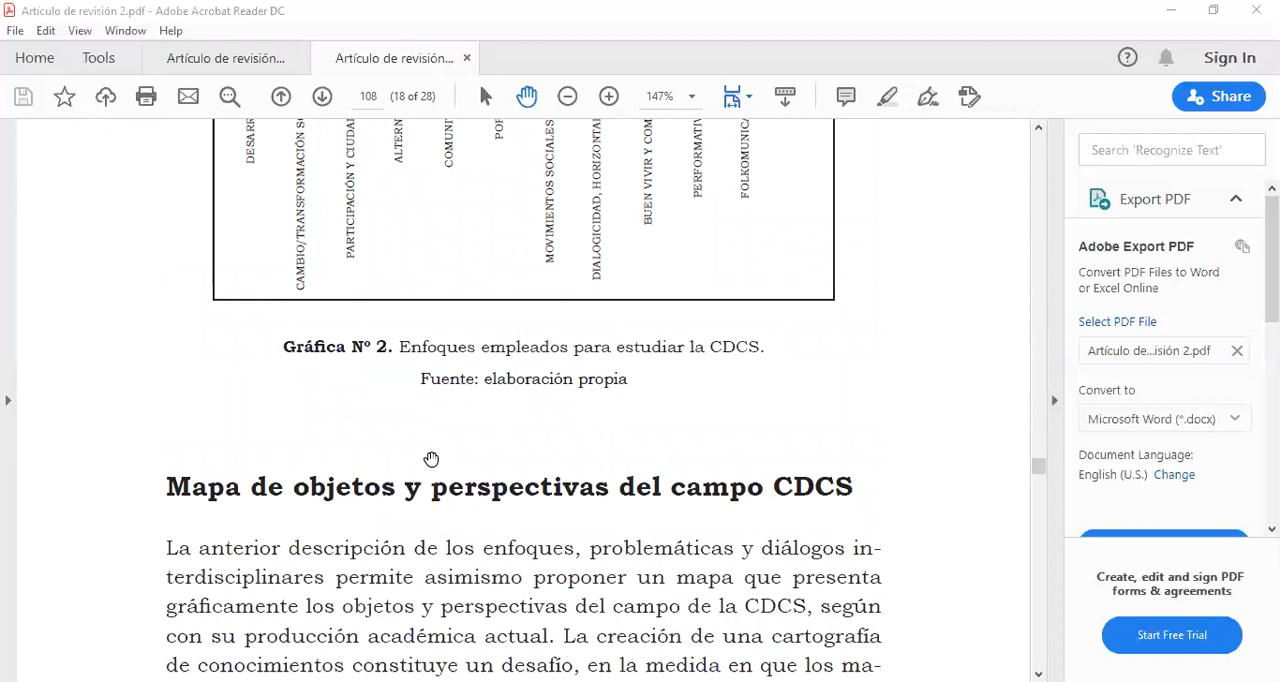 Artículo de revisión 2.pdf - Adobe Acrobat Reader DC
File Edit View Window Help
Home Tools Artículo de revisión... Artículo de revisión... × Sign In
108 (18 of 28) 147% Share
DESARR
CAMBIO/TRANSFORMACIÓN S
PARTICIPACIÓN Y CIUDA
ALTERN
COMUNI
POP
MOVIMIENTOS SOCIALES
DIALOGICIDAD, HORIZONTAL
BUEN VIVIR Y COM
PERFORMATIV
FOLKOMUNICA
Gráfica Nº 2. Enfoques empleados para estudiar la CDCS.
Fuente: elaboración propia
Mapa de objetos y perspectivas del campo CDCS
La anterior descripción de los enfoques, problemáticas y diálogos in-
terdisciplinares permite asimismo proponer un mapa que presenta
gráficamente los objetos y perspectivas del campo de la CDCS, según
con su producción académica actual. La creación de una cartografía
de conocimientos constituye un desafío, en la medida en que los ma-
Search 'Recognize Text'
Export PDF
Adobe Export PDF
Convert PDF Files to Word
or Excel Online
Select PDF File
Artículo de...isión 2.pdf
Convert to
Microsoft Word (*.docx)
Document Language:
English (U.S.) Change
Create, edit and sign PDF
forms & agreements
Start Free Trial